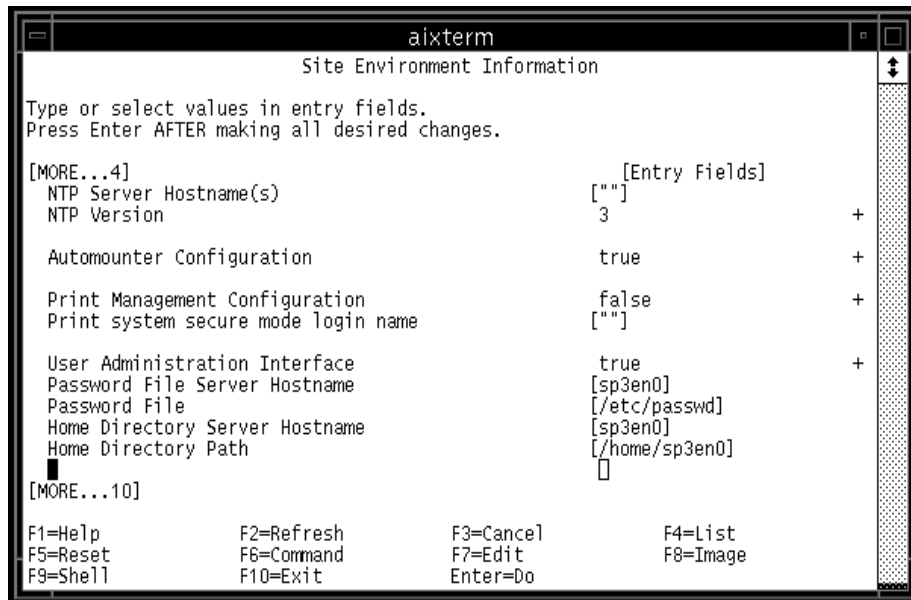 aixterm
Site Environment Information
Type or select values in entry fields.
Press Enter AFTER making all desired changes.
[MORE...4] [Entry Fields]
NTP Server Hostname(s) [""]
NTP Version 3 +
Automounter Configuration true +
Print Management Configuration false +
Print system secure mode login name [""]
User Administration Interface true +
Password File Server Hostname [sp3en0]
Password File [/etc/passwd]
Home Directory Server Hostname [sp3en0]
Home Directory Path [/home/sp3en0]
[MORE...10]
F1=Help F2=Refresh F3=Cancel F4=List
F5=Reset F6=Command F7=Edit F8=Image
F9=Shell F10=Exit Enter=Do